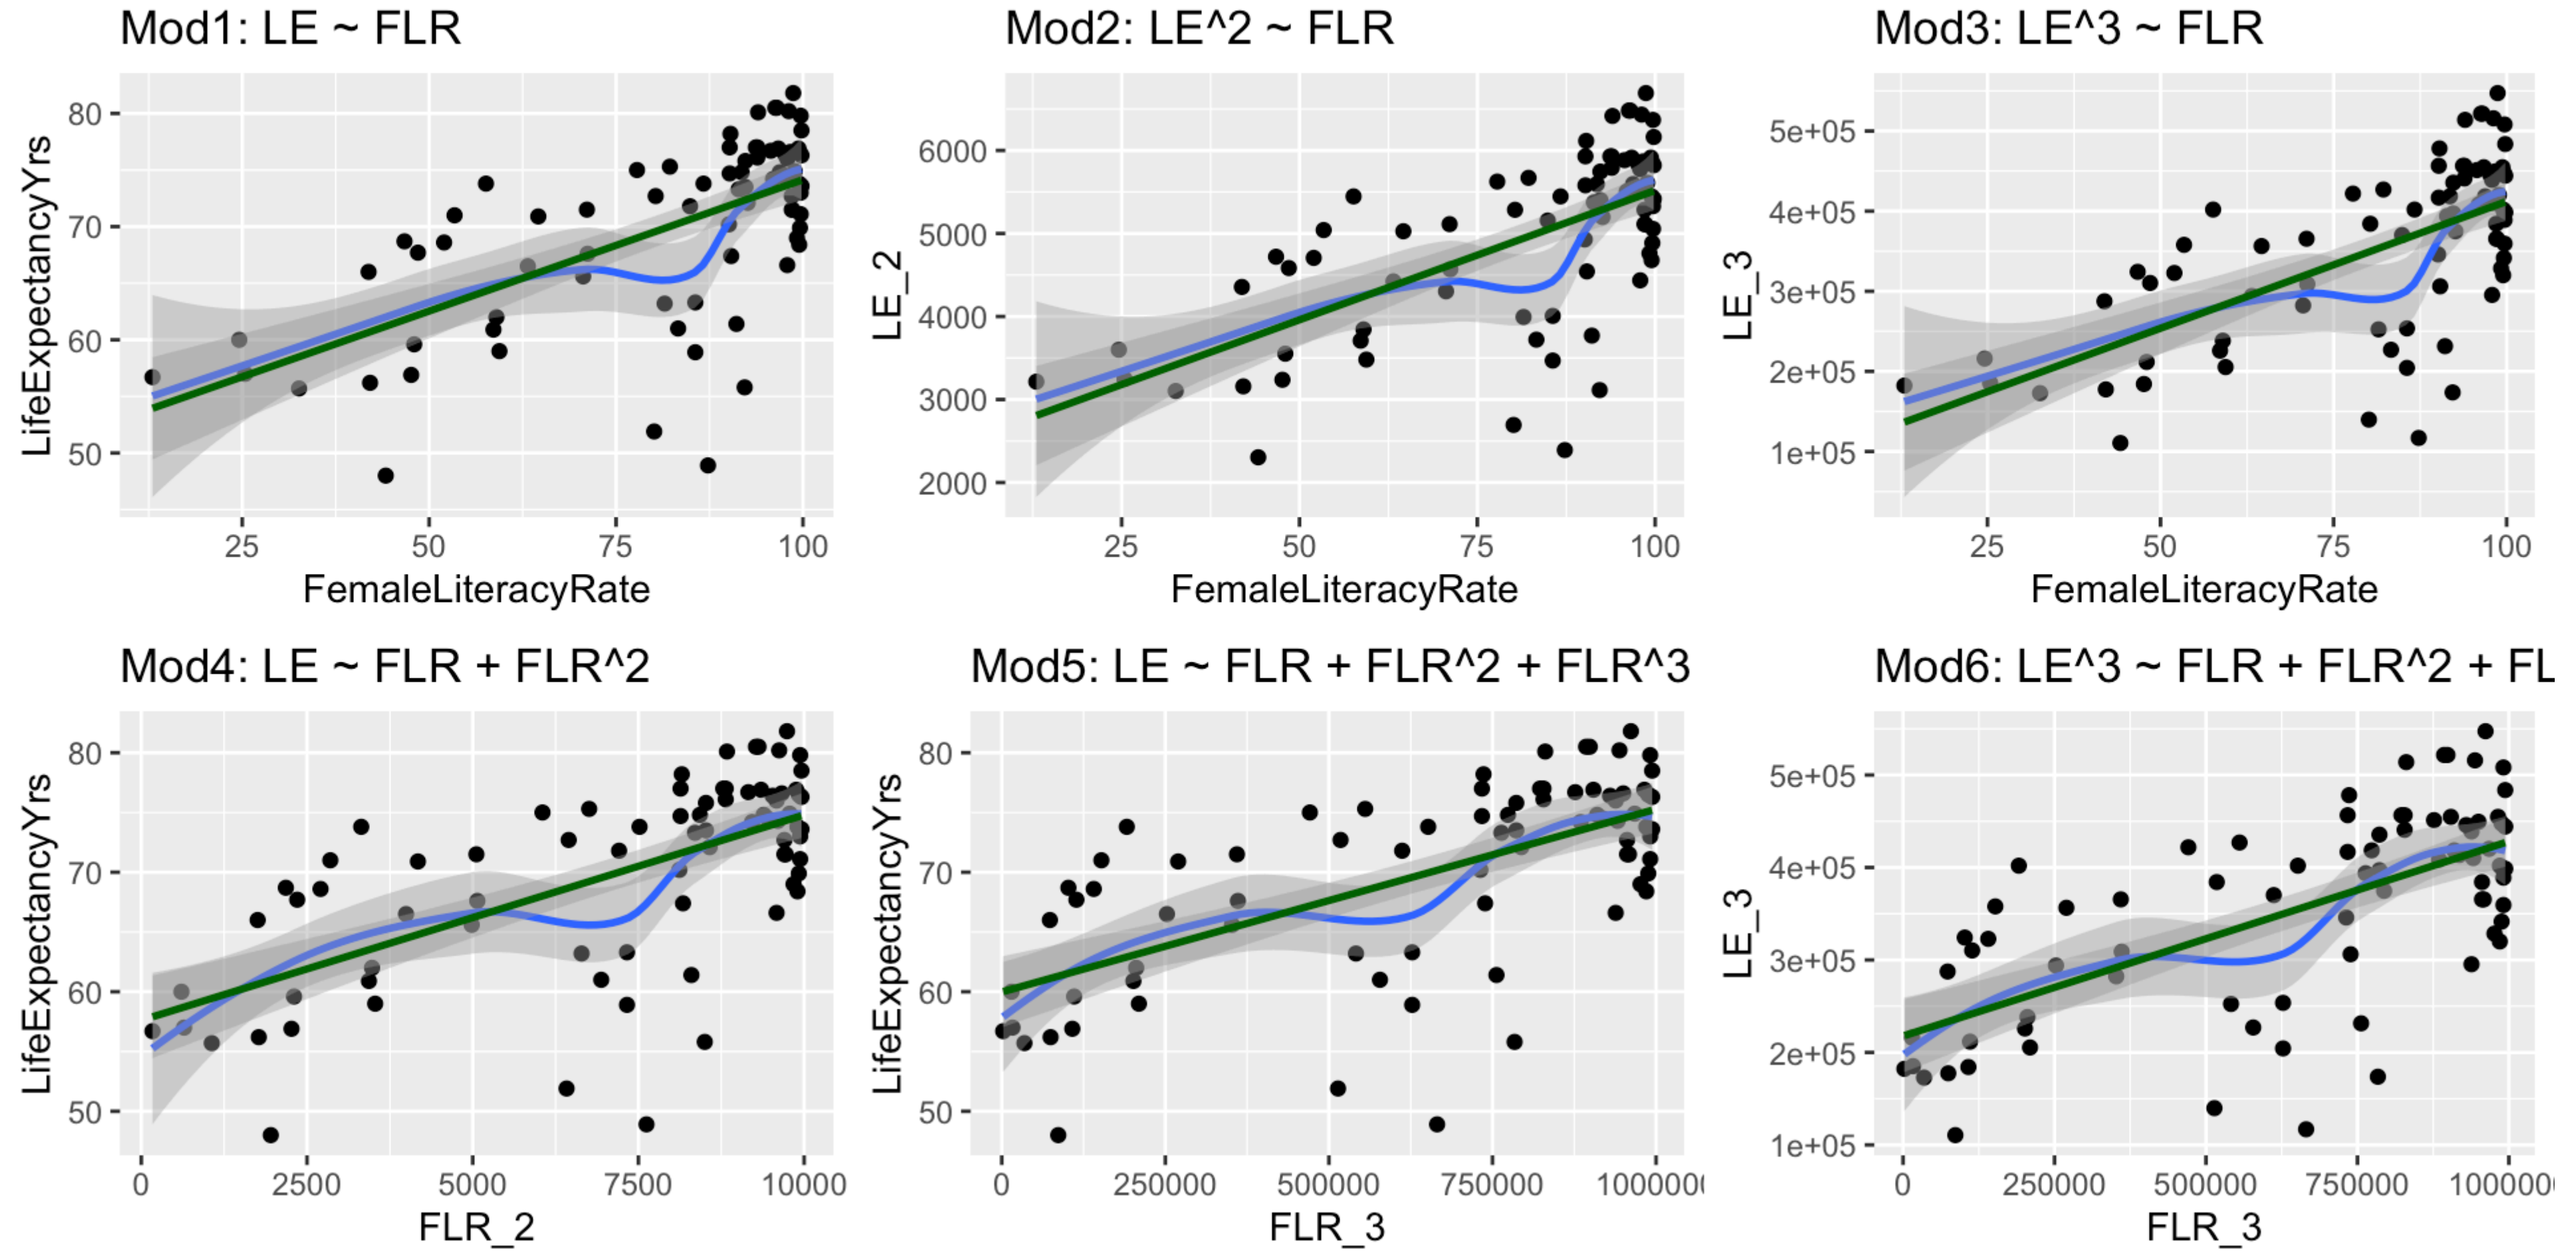 Mod1: LE ~ FLR
Mod2: LE^2 ~ FLR
Mod3: LE^3 ~ FLR
LifeExpectancyYrs
80
70
60
50
25
50
75
100
FemaleLiteracyRate
LE_2
6000
5000
4000
3000
2000
25
50
75
100
FemaleLiteracyRate
LE_3
5e+05
4e+05
3e+05
2e+05
1e+05
25
50
75
100
FemaleLiteracyRate
Mod4: LE ~ FLR + FLR^2
Mod5: LE ~ FLR + FLR^2 + FLR^3
Mod6: LE^3 ~ FLR + FLR^2 + FL
LifeExpectancyYrs
80
70
60
50
0
2500
5000
7500
10000
FLR_2
LifeExpectancyYrs
80
70
60
50
0
250000
500000
750000
1000000
FLR_3
LE_3
5e+05
4e+05
3e+05
2e+05
1e+05
0
250000
500000
750000
1000000
FLR_3